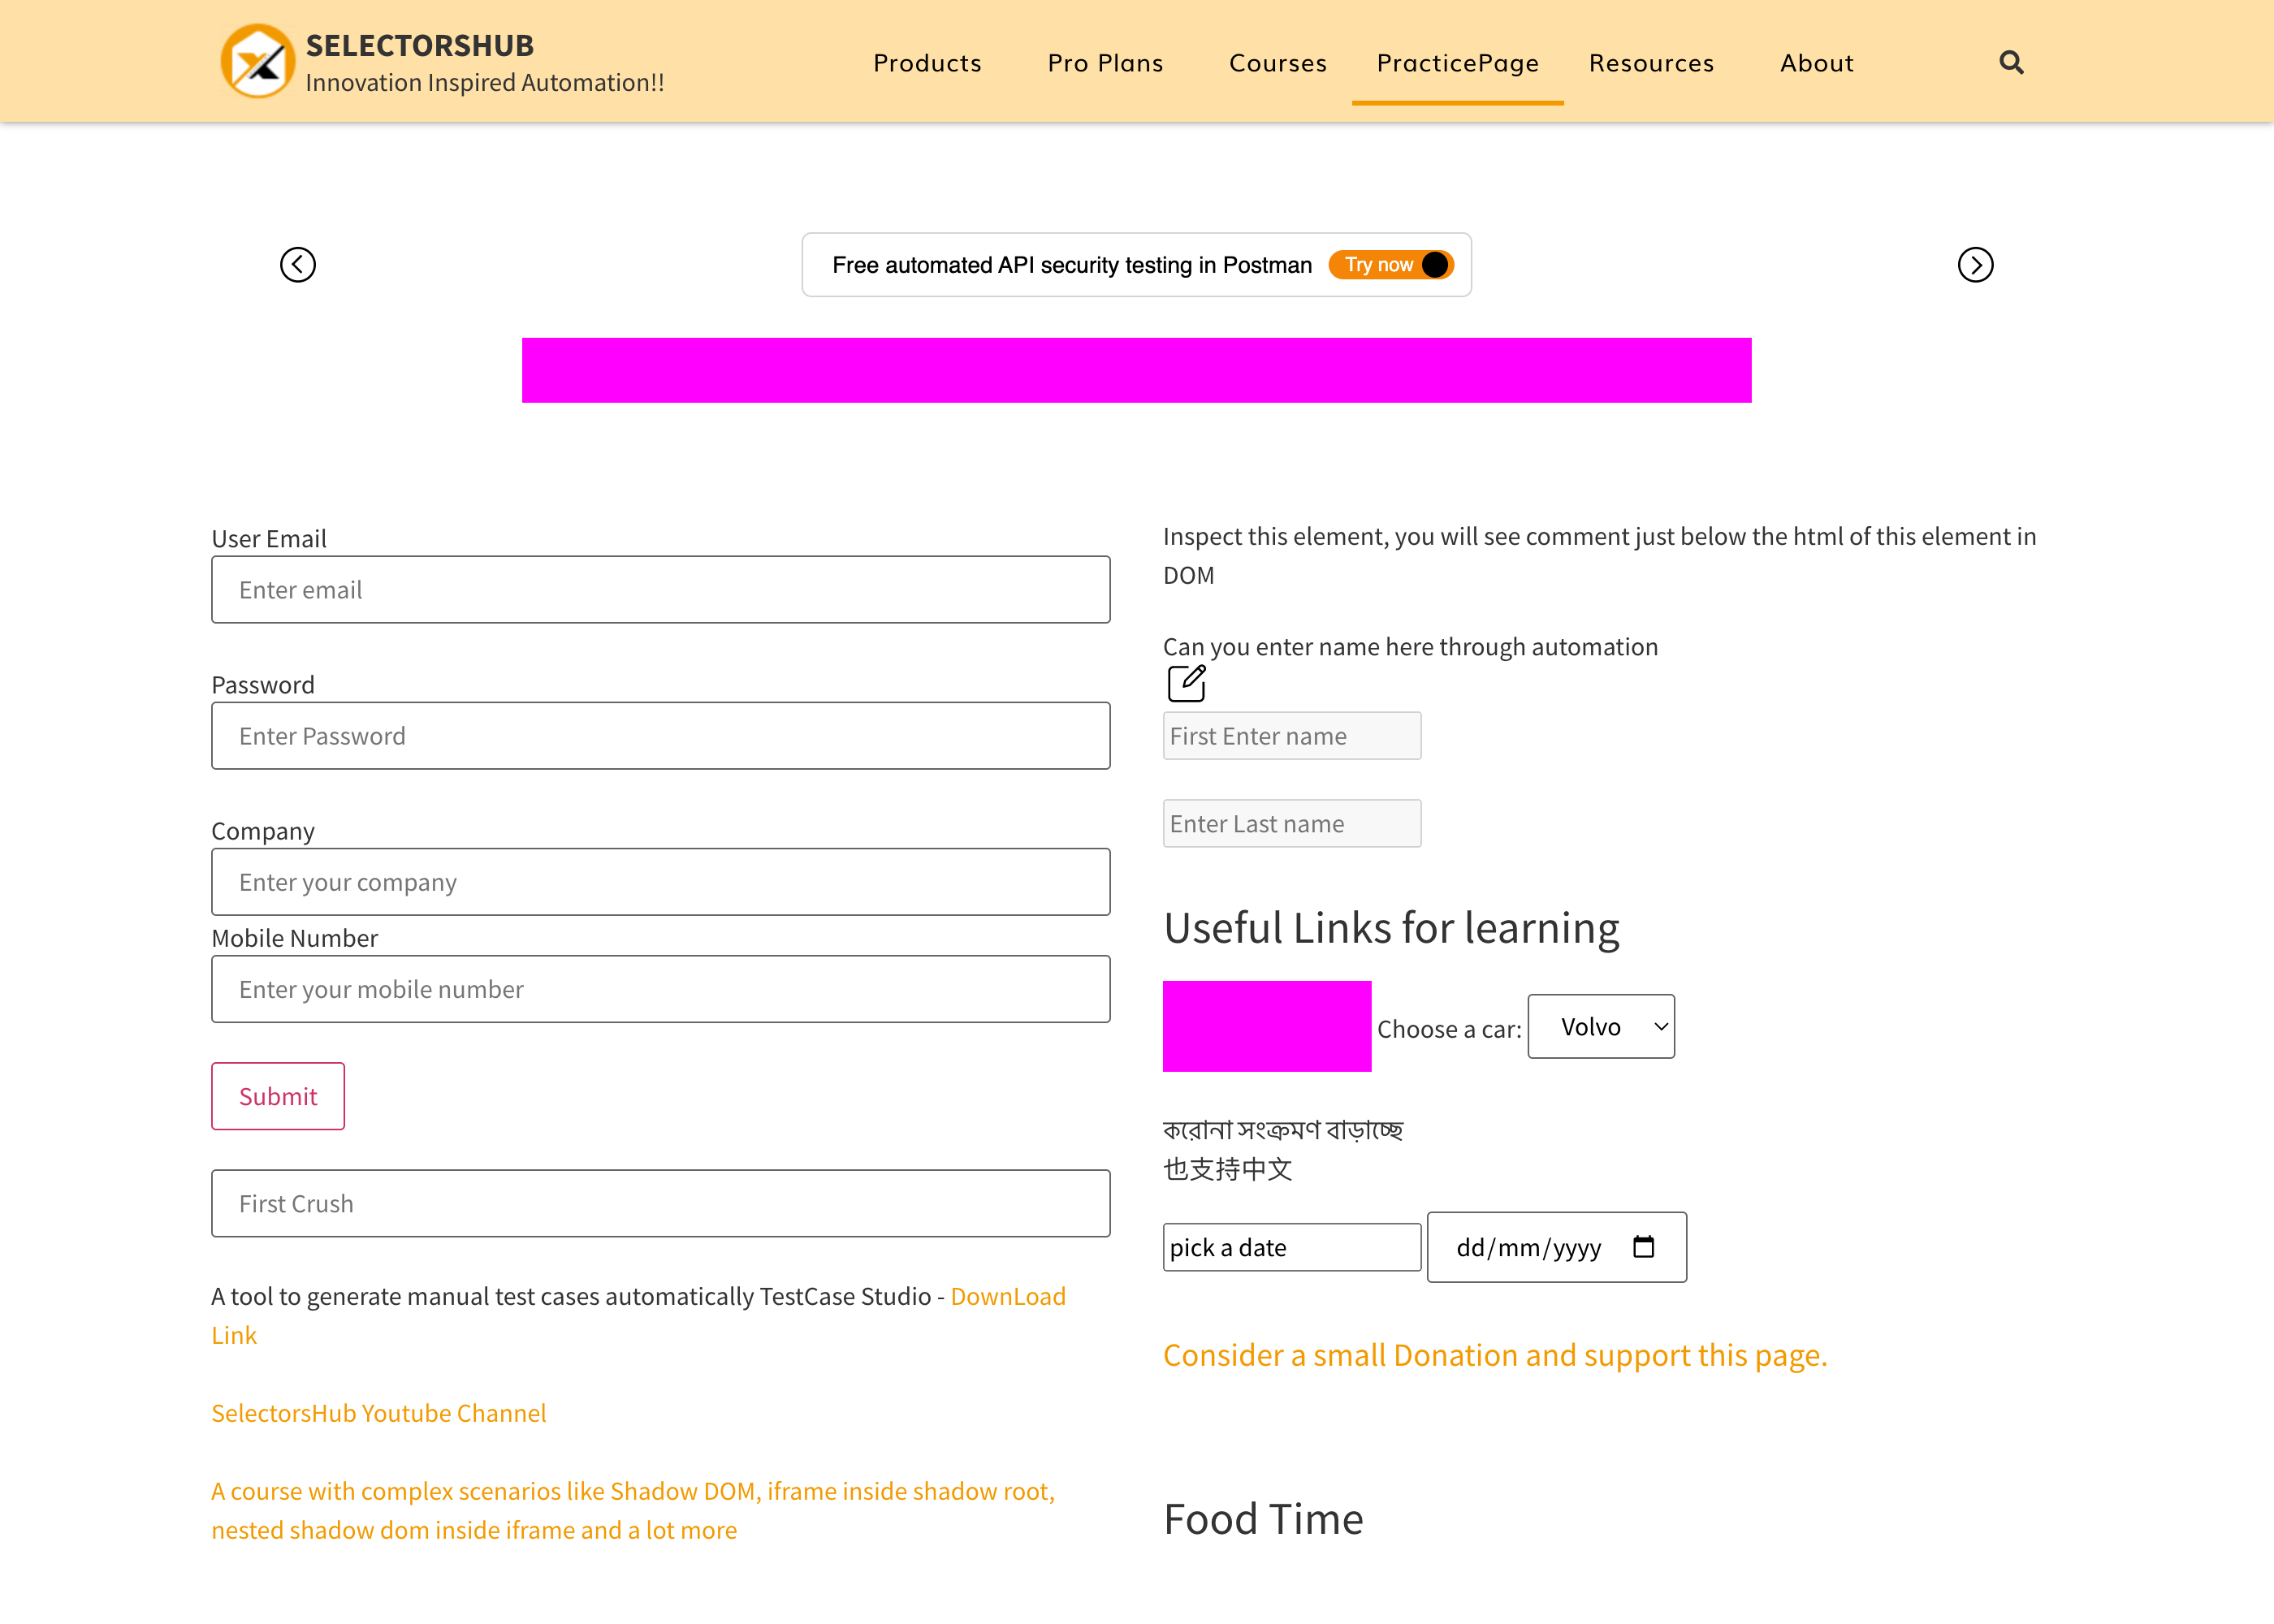 SELECTORSHUB
Innovation Inspired Automation!!
Products
Pro Plans
Courses
PracticePage
Resources
About
Free automated API security testing in Postman
Try now
User Email
Enter email
Password
Enter Password
Company
Enter your company
Mobile Number
Enter your mobile number
Submit
First Crush
A tool to generate manual test cases automatically TestCase Studio - DownLoad
Link
SelectorsHub Youtube Channel
A course with complex scenarios like Shadow DOM, iframe inside shadow root,
nested shadow dom inside iframe and a lot more
Inspect this element, you will see comment just below the html of this element in
DOM
Can you enter name here through automation
First Enter name
Enter Last name
Useful Links for learning
Choose a car:
Volvo
করোনা সংক্রমণ বাড়াচ্ছে
也支持中文
pick a date
dd/mm/yyyy
Consider a small Donation and support this page.
Food Time